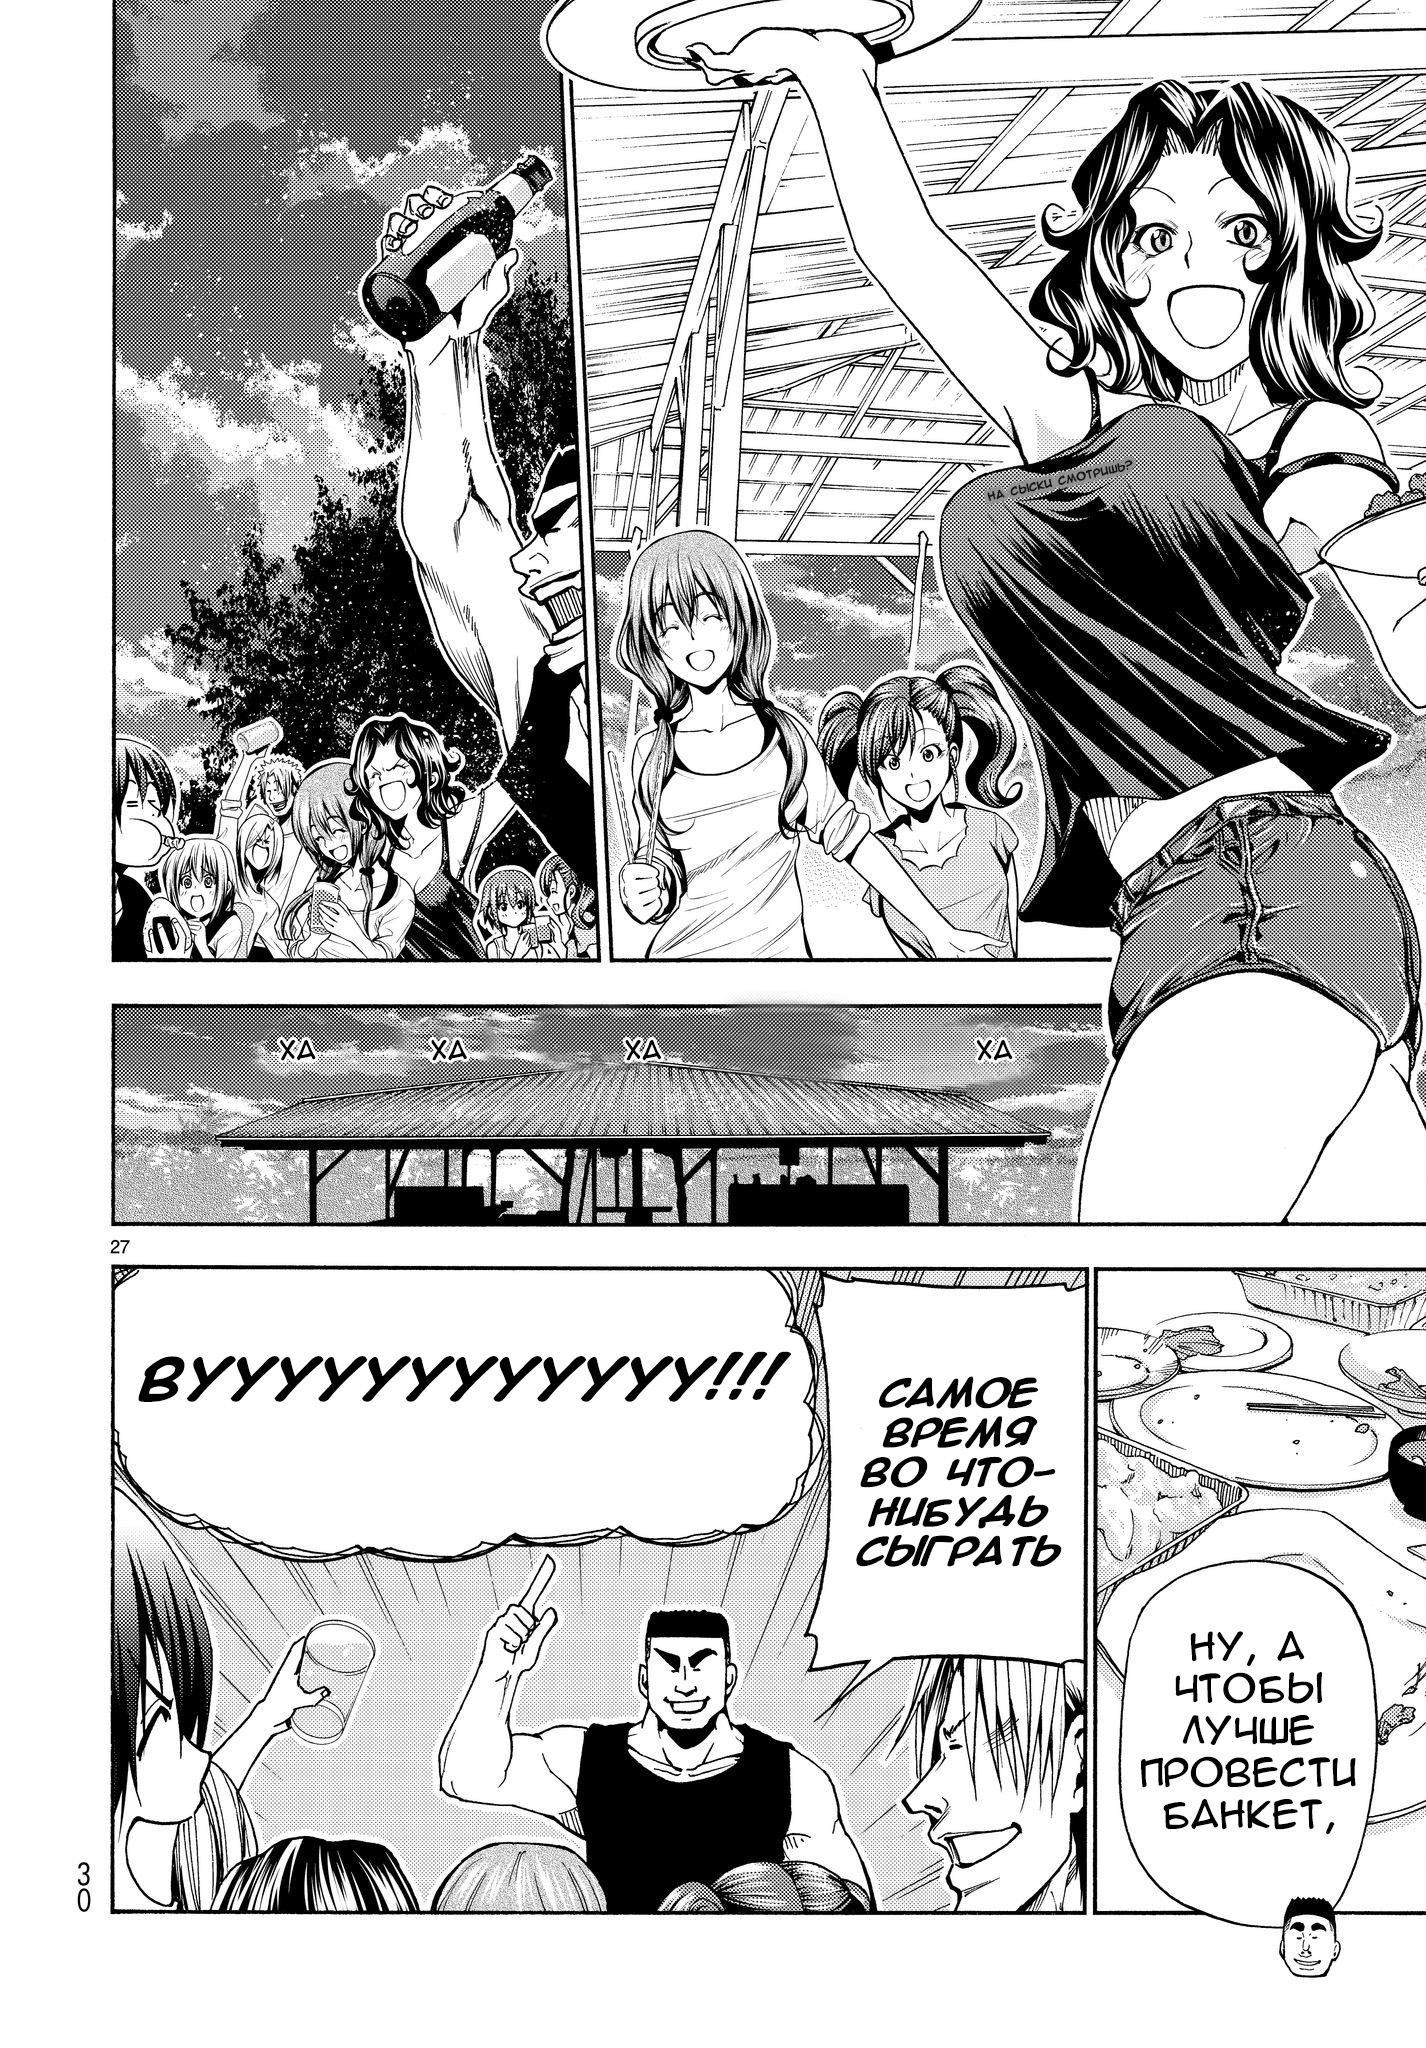 НА СЫСКИ СМОТРИШЬ?
ХА ХА ХА ХА
27
НУ, А
ЧТОБЫ
ЛУЧШЕ
ПРОВЕСТИ
БАНКЕТ,
САМОЕ
ВРЕМЯ
ВО ЧТО-
НИБУДЬ
СЫГРАТЬ
ВУУУУУУУУУУУУ!!!
30